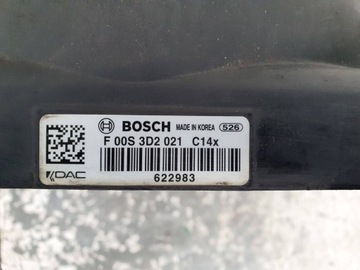 BOSCH MADE IN KOREA 526
F 00S 3D2 021 C14x
DAC
622983